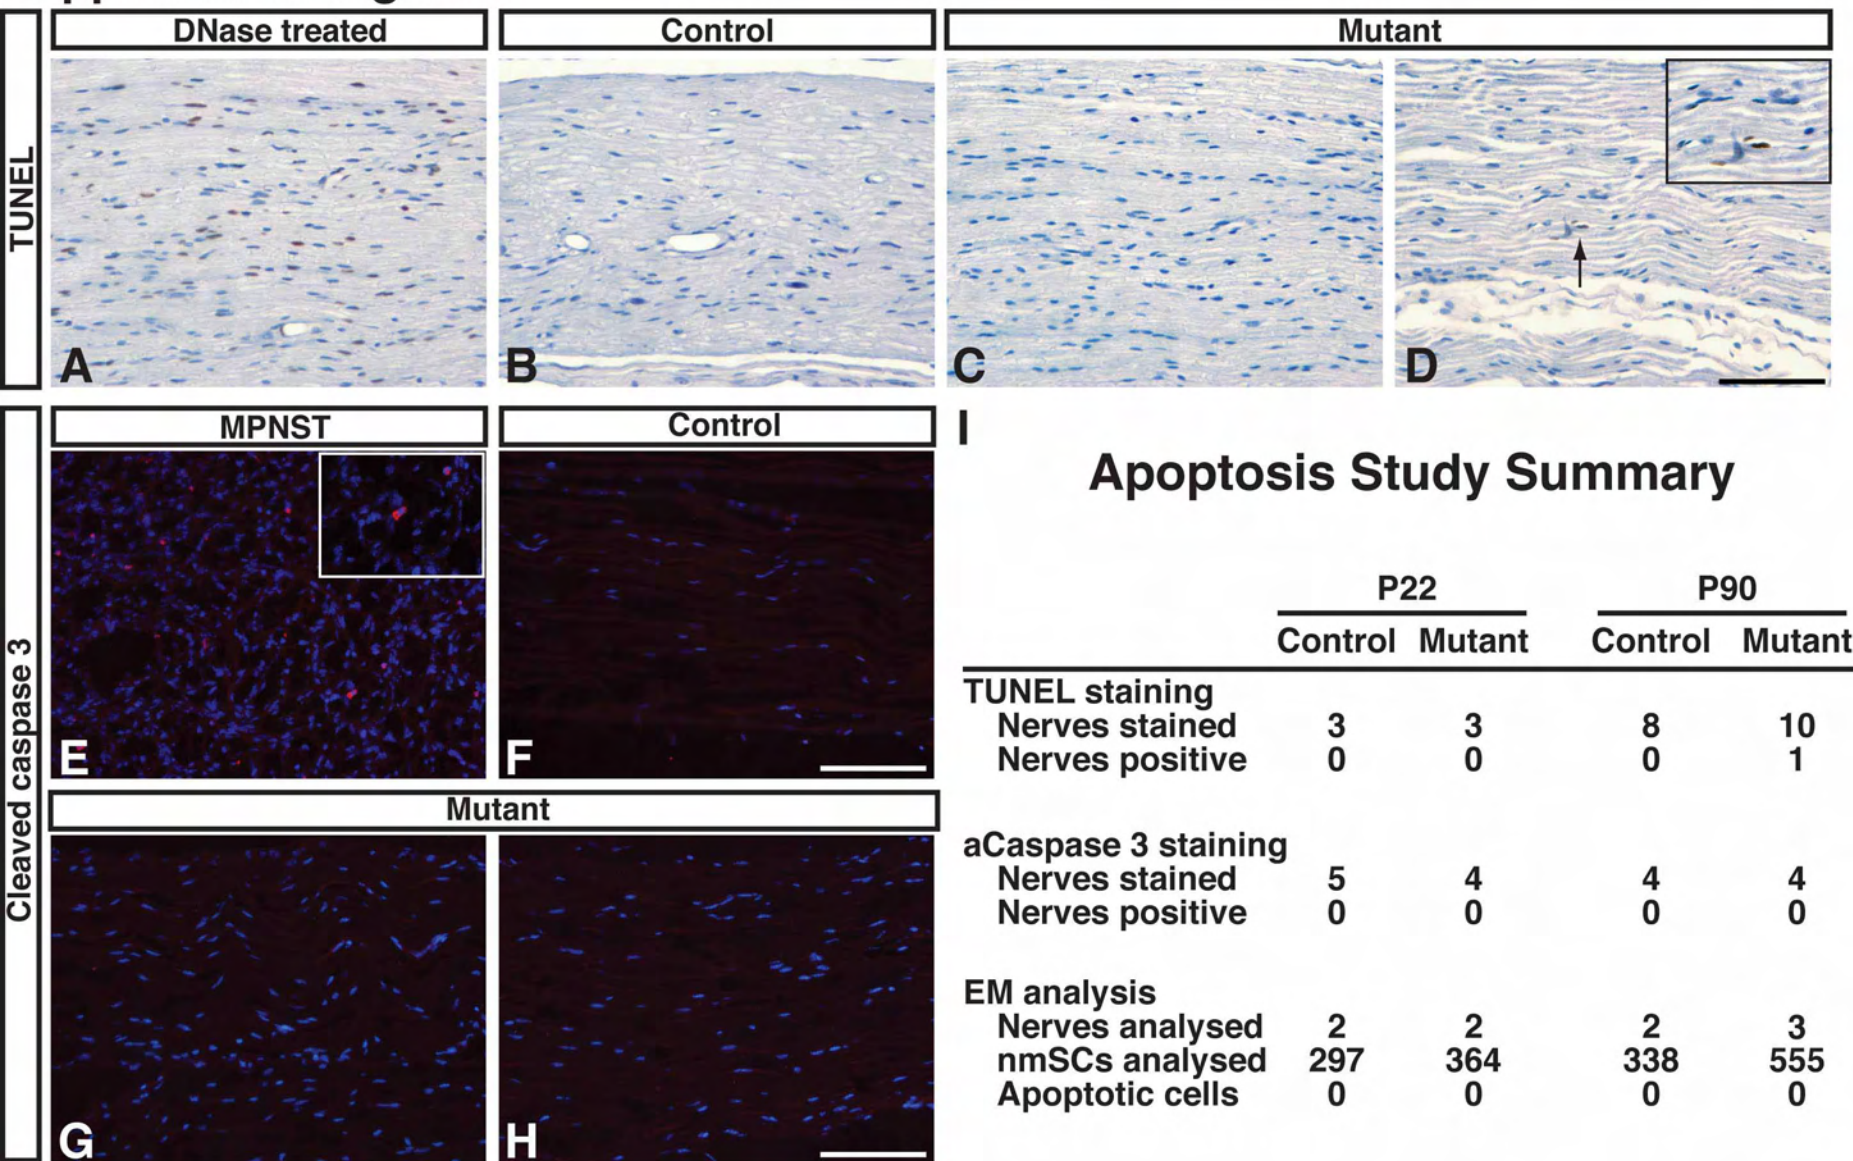 DNase treated
Control
Mutant
TUNEL
A
B
C
D
MPNST
Control
Cleaved caspase 3
E
F
Mutant
G
H
I
Apoptosis Study Summary
P22 P90
Control Mutant Control Mutant
TUNEL staining
Nerves stained 3 3 8 10
Nerves positive 0 0 0 1
aCaspase 3 staining
Nerves stained 5 4 4 4
Nerves positive 0 0 0 0
EM analysis
Nerves analysed 2 2 2 3
nmSCs analysed 297 364 338 555
Apoptotic cells 0 0 0 0